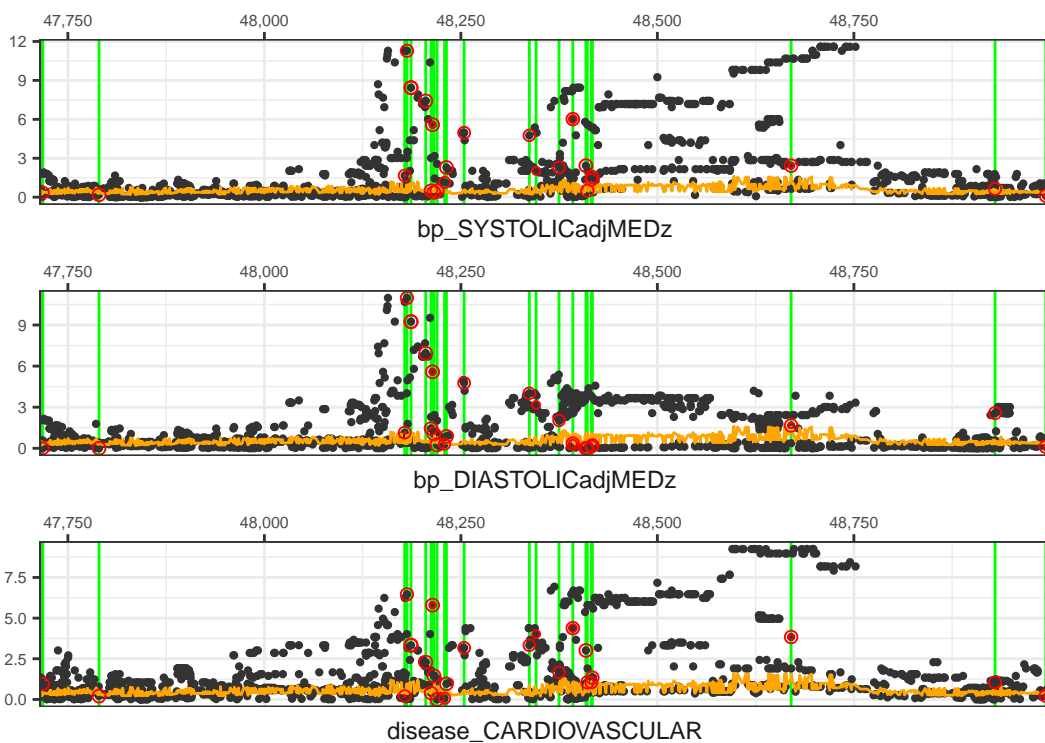 47,750 48,000 48,250 48,500 48,750
12
9
6
3
0
bp_SYSTOLICadjMEDz
47,750 48,000 48,250 48,500 48,750
9
6
3
0
bp_DIASTOLICadjMEDz
47,750 48,000 48,250 48,500 48,750
7.5
5.0
2.5
0.0
disease_CARDIOVASCULAR